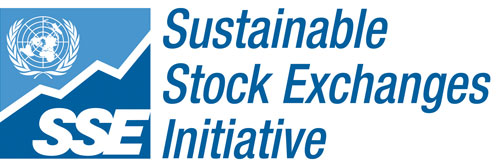 SSE
Sustainable
Stock Exchanges
Initiative